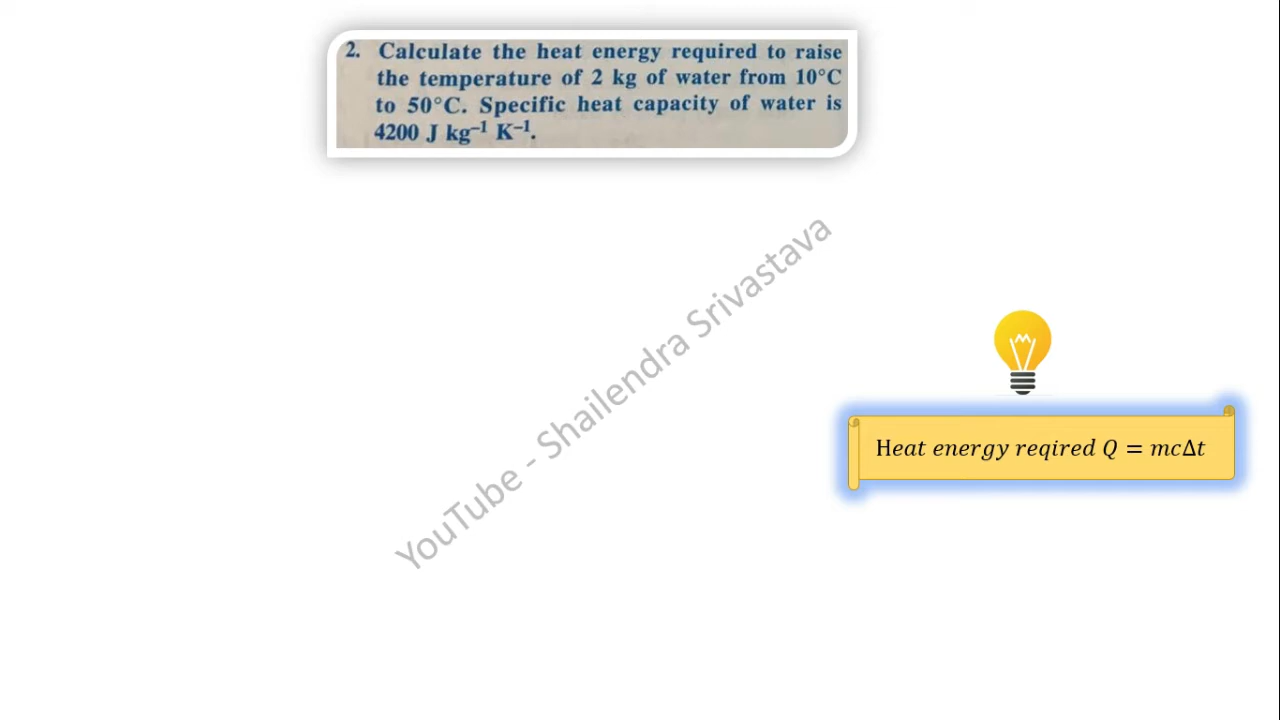 2. Calculate the heat energy required to raise
the temperature of 2 kg of water from 10°C
to 50°C. Specific heat capacity of water is
4200 J kg⁻¹ K⁻¹.
YouTube - Shailendra Srivastava
Heat energy reqired Q = mcΔt